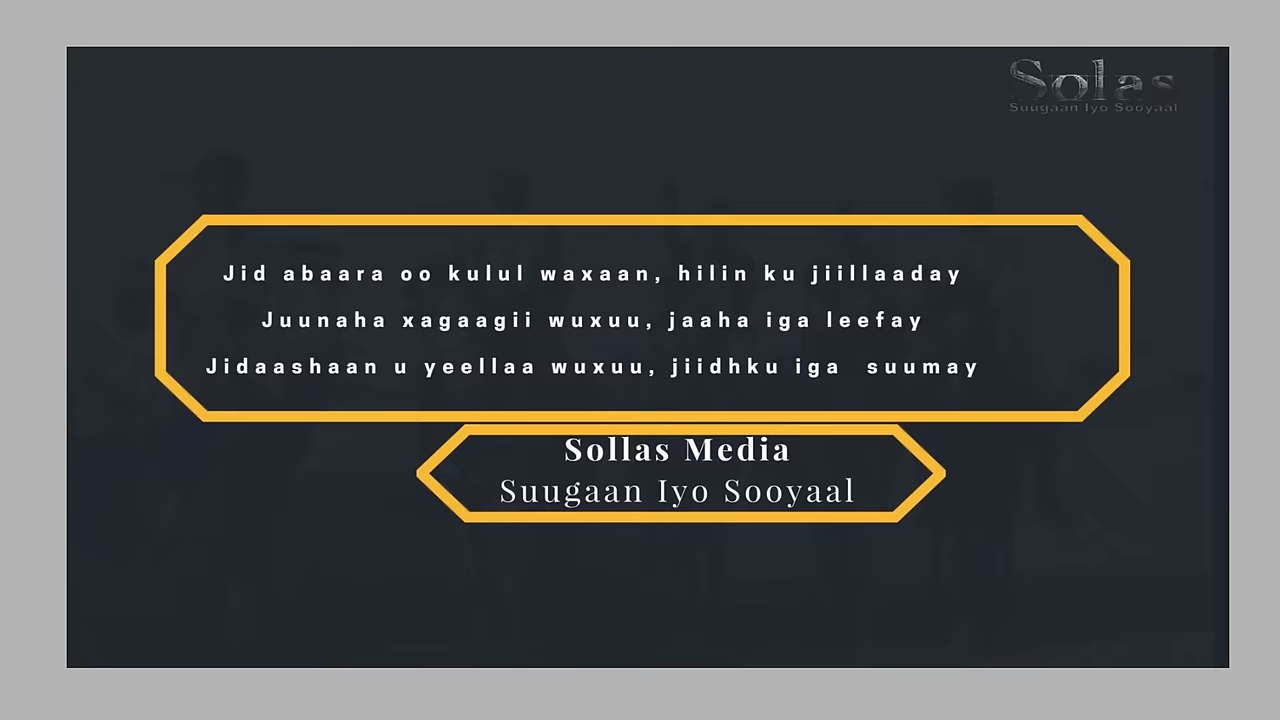 Solas
Suugaan Iyo Sooyaal
Jid abaara oo kulul waxaan, hilin ku jiillaaday
Juunaha xagaagii wuxuu, jaaha iga leefay
Jidaashaan u yeellaa wuxuu, jiidhku iga suumay
Sollas Media
Suugaan Iyo Sooyaal